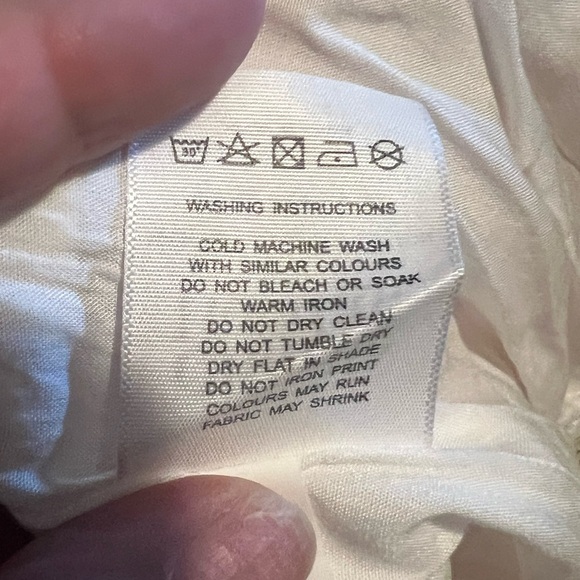 30°
WASHING INSTRUCTIONS
COLD MACHINE WASH
WITH SIMILAR COLOURS
DO NOT BLEACH OR SOAK
WARM IRON
DO NOT DRY CLEAN
DO NOT TUMBLE DRY
DRY FLAT IN SHADE
DO NOT IRON PRINT
COLOURS MAY RUN
FABRIC MAY SHRINK